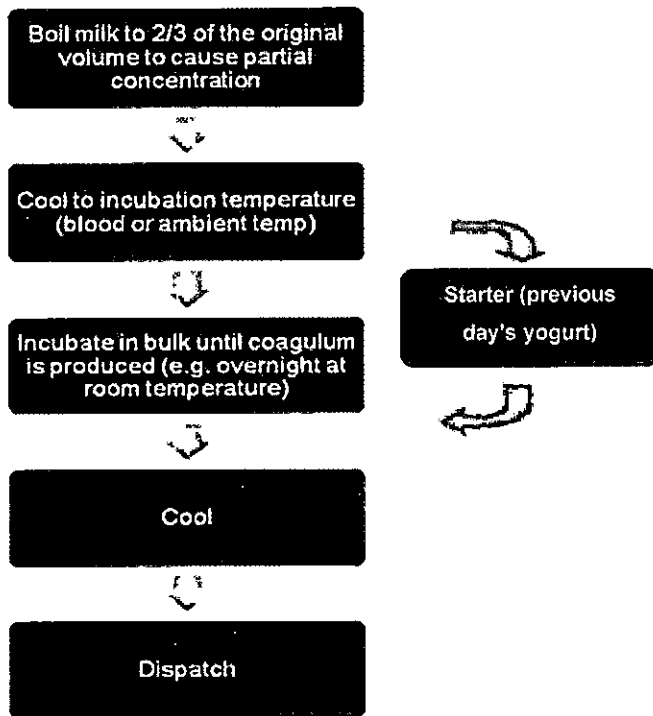 Boil milk to 2/3 of the original
volume to cause partial
concentration
Cool to incubation temperature
(blood or ambient temp)
Starter (previous
day's yogurt)
Incubate in bulk until coagulum
is produced (e.g. overnight at
room temperature)
Cool
Dispatch